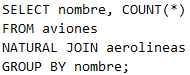 SELECT nombre, COUNT(*)
FROM aviones
NATURAL JOIN aerolineas
GROUP BY nombre;